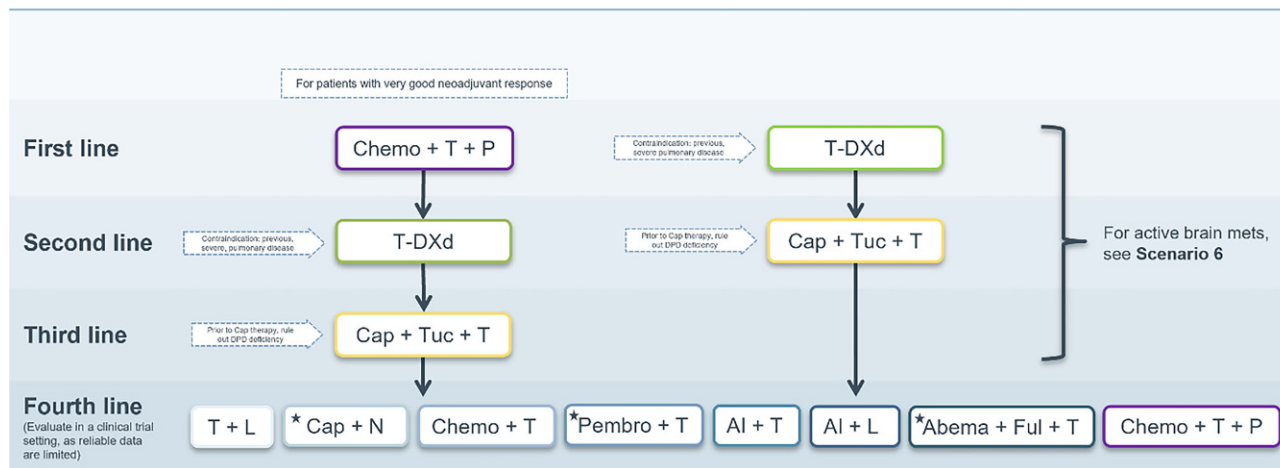 For patients with very good neoadjuvant response
First line
Chemo + T + P
Contraindication: previous,
severe pulmonary disease
T-DXd
Second line
Contraindication: previous,
severe, pulmonary disease
T-DXd
Prior to Cap therapy, rule
out DPD deficiency
Cap + Tuc + T
For active brain mets,
see Scenario 6
Third line
Prior to Cap therapy, rule
out DPD deficiency
Cap + Tuc + T
Fourth line
(Evaluate in a clinical trial
setting, as reliable data
are limited)
T + L
★Cap + N
Chemo + T
★Pembro + T
AI + T
AI + L
★Abema + Ful + T
Chemo + T + P